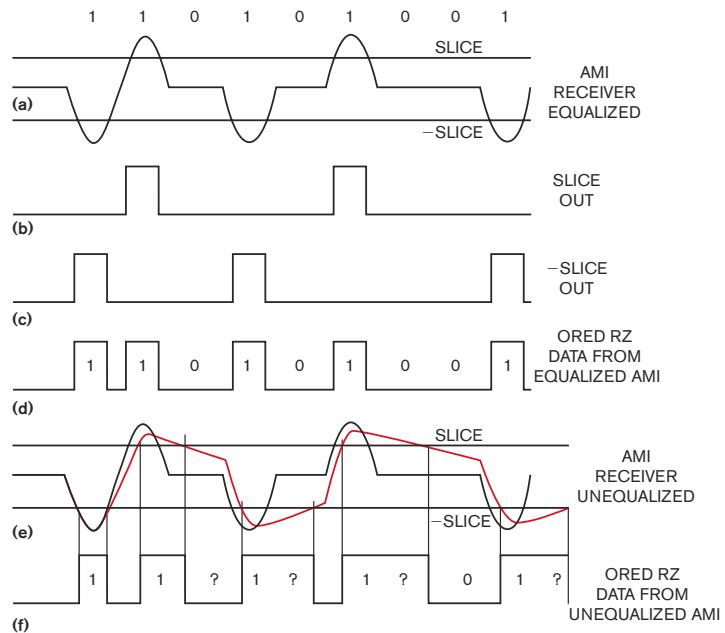 1 1 0 1 0 1 0 0 1
SLICE
AMI
RECEIVER
EQUALIZED
(a)
−SLICE
SLICE
OUT
(b)
−SLICE
OUT
(c)
ORED RZ
DATA FROM
EQUALIZED AMI
1 1 0 1 0 1 0 0 1
(d)
SLICE
AMI
RECEIVER
UNEQUALIZED
−SLICE
(e)
1 1 ? 1 ? 1 ? 0 1 ?
ORED RZ
DATA FROM
UNEQUALIZED AMI
(f)